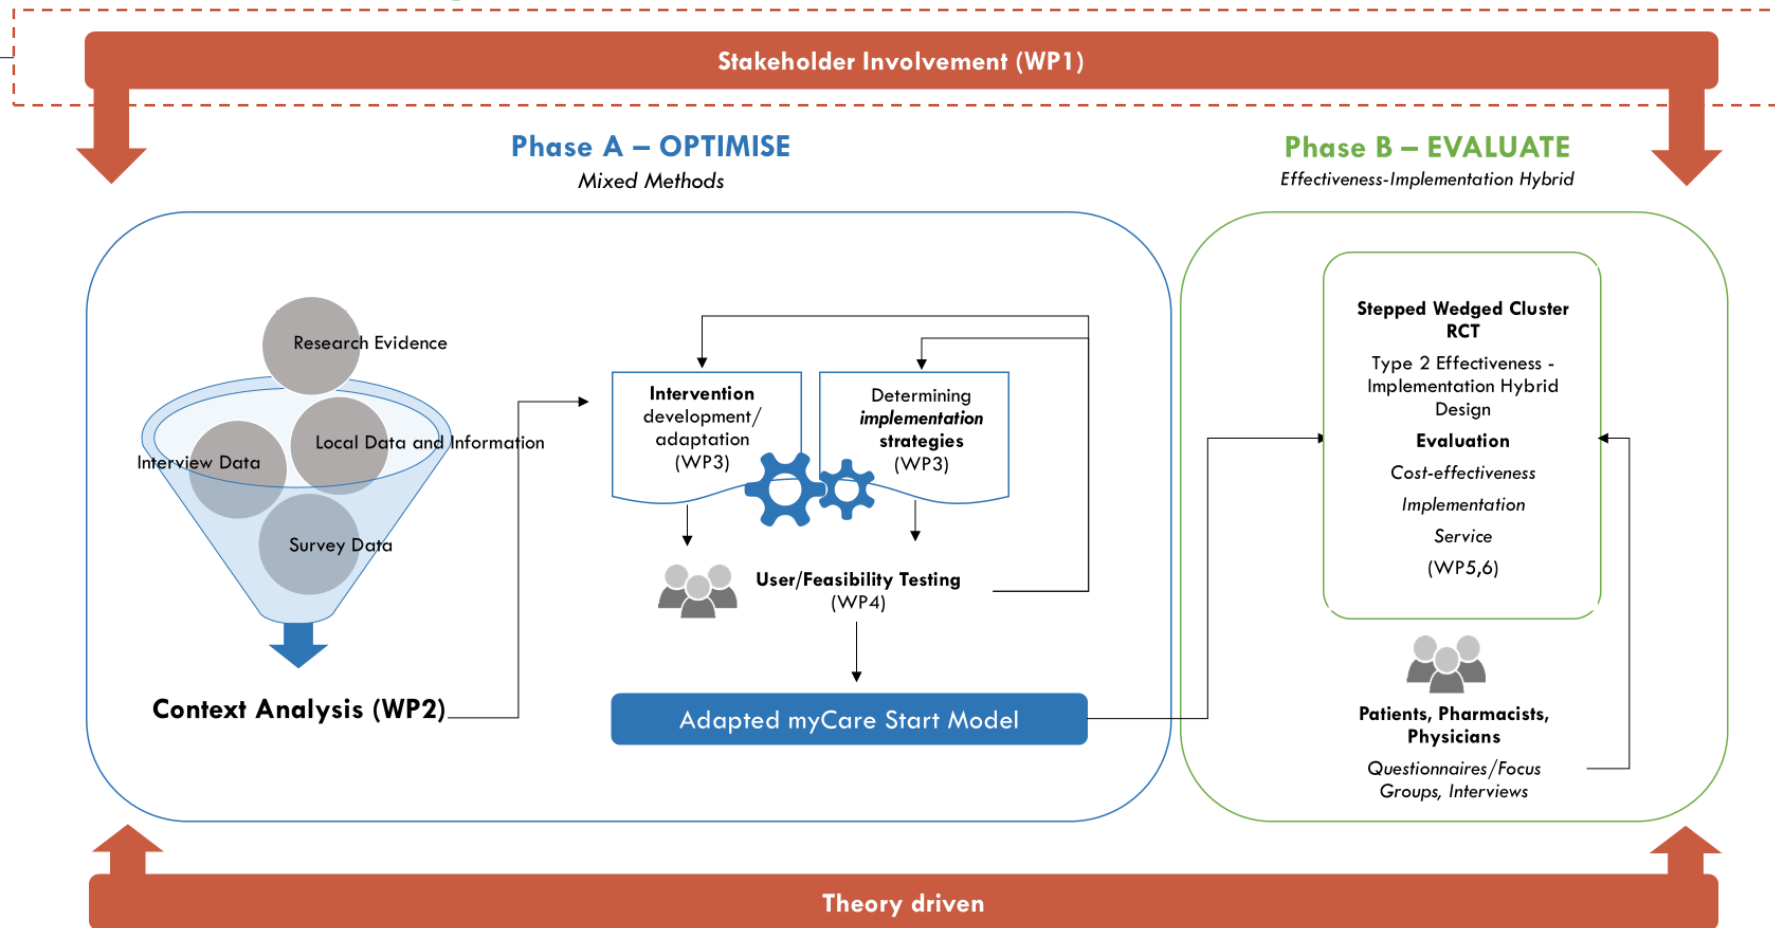 Stakeholder Involvement (WP1)
Phase A – OPTIMISE
Mixed Methods
Phase B – EVALUATE
Effectiveness-Implementation Hybrid
Research Evidence
Local Data and Information
Interview Data
Survey Data
Context Analysis (WP2)
Intervention
development/
adaptation
(WP3)
Determining
implementation
strategies
(WP3)
User/Feasibility Testing
(WP4)
Adapted myCare Start Model
Stepped Wedged Cluster
RCT
Type 2 Effectiveness -
Implementation Hybrid
Design
Evaluation
Cost-effectiveness
Implementation
Service
(WP5,6)
Patients, Pharmacists,
Physicians
Questionnaires/Focus
Groups, Interviews
Theory driven